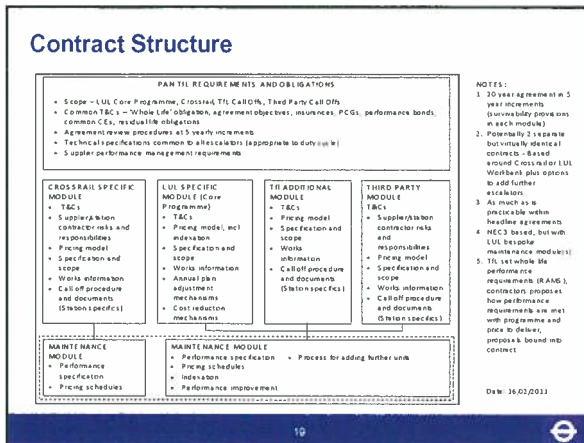 Contract Structure
PAN TfL REQUIREMENTS AND OBLIGATIONS
• Scope – LUL Core Programme, Crossrail, TfL Call Offs, Third Party Call Offs
• Common T&Cs – 'Whole Life' obligation, agreement objectives, insurances, PCGs, performance bonds,
common CEs, residual life obligations
• Agreement review procedures at 5 yearly increments
• Technical specifications common to all escalators (appropriate to duty cycle)
• Supplier performance management requirements
CROSSRAIL SPECIFIC
MODULE
• T&Cs
• Supplier/station
contractor risks and
responsibilities
• Pricing model
• Specification and
scope
• Works information
• Call off procedure
and documents
(Station specifics)
LUL SPECIFIC
MODULE (Core
Programme)
• T&Cs
• Pricing model, incl
indexation
• Specification and
scope
• Works information
• Annual plan
adjustment
mechanisms
• Cost reduction
mechanisms
TfL ADDITIONAL
MODULE
• T&Cs
• Pricing model
• Specification and
scope
• Works
information
• Call off procedure
and documents
(Station specifics)
THIRD PARTY
MODULE
T&Cs
• Supplier/station
contractor risks
and
responsibilities
• Pricing model
• Specification and
scope
• Works information
• Call off procedure
and documents
(Station specifics)
MAINTENANCE
MODULE
• Performance
specification
• Pricing schedules
MAINTENANCE MODULE
• Performance specification • Process for adding further units
• Pricing schedules
• Indexation
• Performance improvement
NOTES:
1 20 year agreement in 5
year increments
(survivability provisions
in each module)
2. Potentially 2 separate
but virtually identical
contracts - Based
around Crossrail or LUL
Workbank plus options
to add further
escalators
3 As much as is
practicable within
headline agreements
4 NEC3 based, but with
LUL bespoke
maintenance module(s)
5. TfL set whole life
performance
requirements (RAMS),
contractors propose
how performance
requirements are met
with programme and
price to deliver,
proposals bound into
contract
Date: 16/02/2011
19